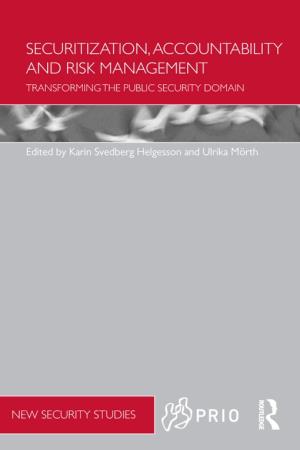 SECURITIZATION, ACCOUNTABILITY
AND RISK MANAGEMENT
TRANSFORMING THE PUBLIC SECURITY DOMAIN
Edited by Karin Svedberg Helgesson and Ulrika Mörth
NEW SECURITY STUDIES
PRIO
ROUTLEDGE